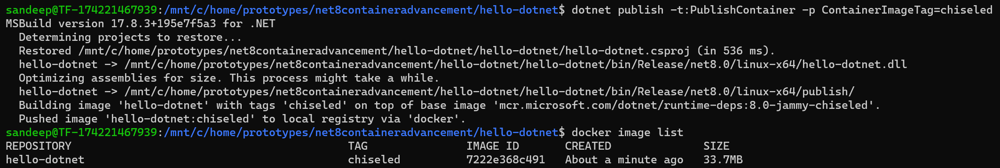 sandeep@TF-174221467939:/mnt/c/home/prototypes/net8containeradvancement/hello-dotnet$ dotnet publish -t:PublishContainer -p ContainerImageTag=chiseled
MSBuild version 17.8.3+195e7f5a3 for .NET
  Determining projects to restore...
  Restored /mnt/c/home/prototypes/net8containeradvancement/hello-dotnet/hello-dotnet/hello-dotnet.csproj (in 536 ms).
  hello-dotnet -> /mnt/c/home/prototypes/net8containeradvancement/hello-dotnet/hello-dotnet/bin/Release/net8.0/linux-x64/hello-dotnet.dll
  Optimizing assemblies for size. This process might take a while.
  hello-dotnet -> /mnt/c/home/prototypes/net8containeradvancement/hello-dotnet/hello-dotnet/bin/Release/net8.0/linux-x64/publish/
  Building image 'hello-dotnet' with tags 'chiseled' on top of base image 'mcr.microsoft.com/dotnet/runtime-deps:8.0-jammy-chiseled'.
  Pushed image 'hello-dotnet:chiseled' to local registry via 'docker'.
sandeep@TF-174221467939:/mnt/c/home/prototypes/net8containeradvancement/hello-dotnet$ docker image list
REPOSITORY                                          TAG               IMAGE ID       CREATED              SIZE
hello-dotnet                                        chiseled          7222e368c491   About a minute ago   33.7MB